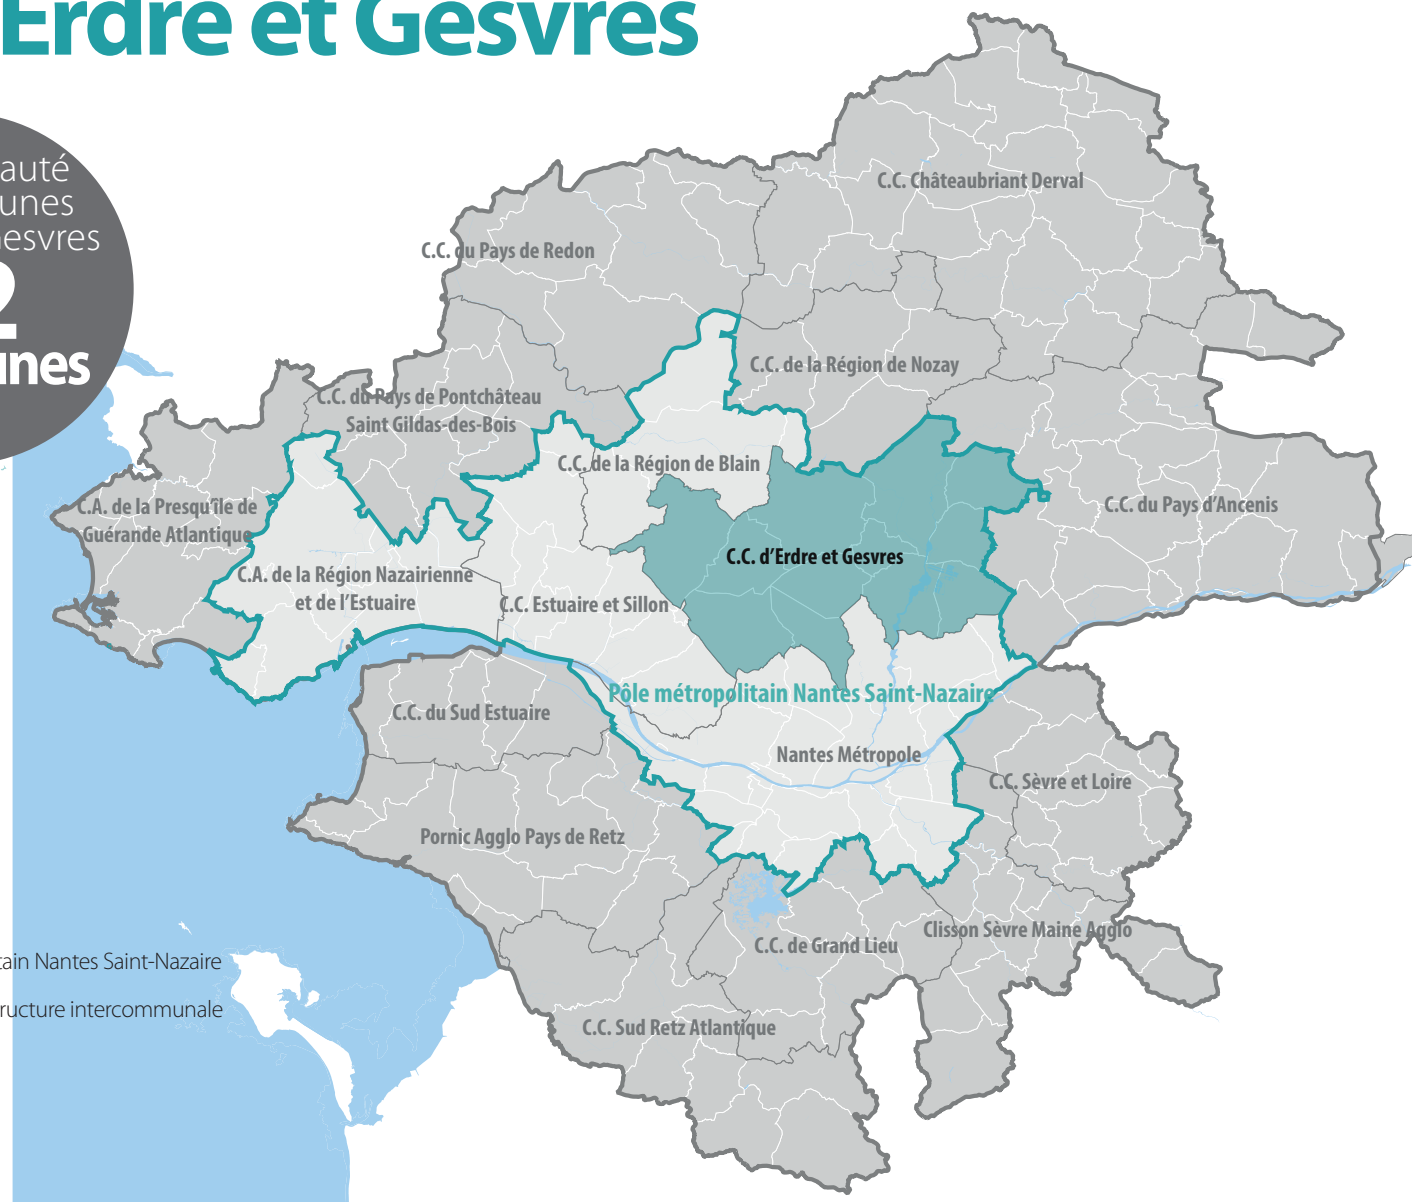 Erdre et Gesvres
auté
unes
esvres
2
unes
C.C. Châteaubriant Derval
C.C. du Pays de Redon
C.C. de la Région de Nozay
C.C. du Pays de Pontchâteau
Saint Gildas-des-Bois
C.C. de la Région de Blain
C.A. de la Presqu'île de
Guérande Atlantique
C.C. du Pays d'Ancenis
C.C. d'Erdre et Gesvres
C.A. de la Région Nazairienne
et de l'Estuaire
C.C. Estuaire et Sillon
Pôle métropolitain Nantes Saint-Nazaire
C.C. du Sud Estuaire
Nantes Métropole
C.C. Sèvre et Loire
Pornic Agglo Pays de Retz
Clisson Sèvre Maine Agglo
C.C. de Grand Lieu
tain Nantes Saint-Nazaire
ructure intercommunale
C.C. Sud Retz Atlantique